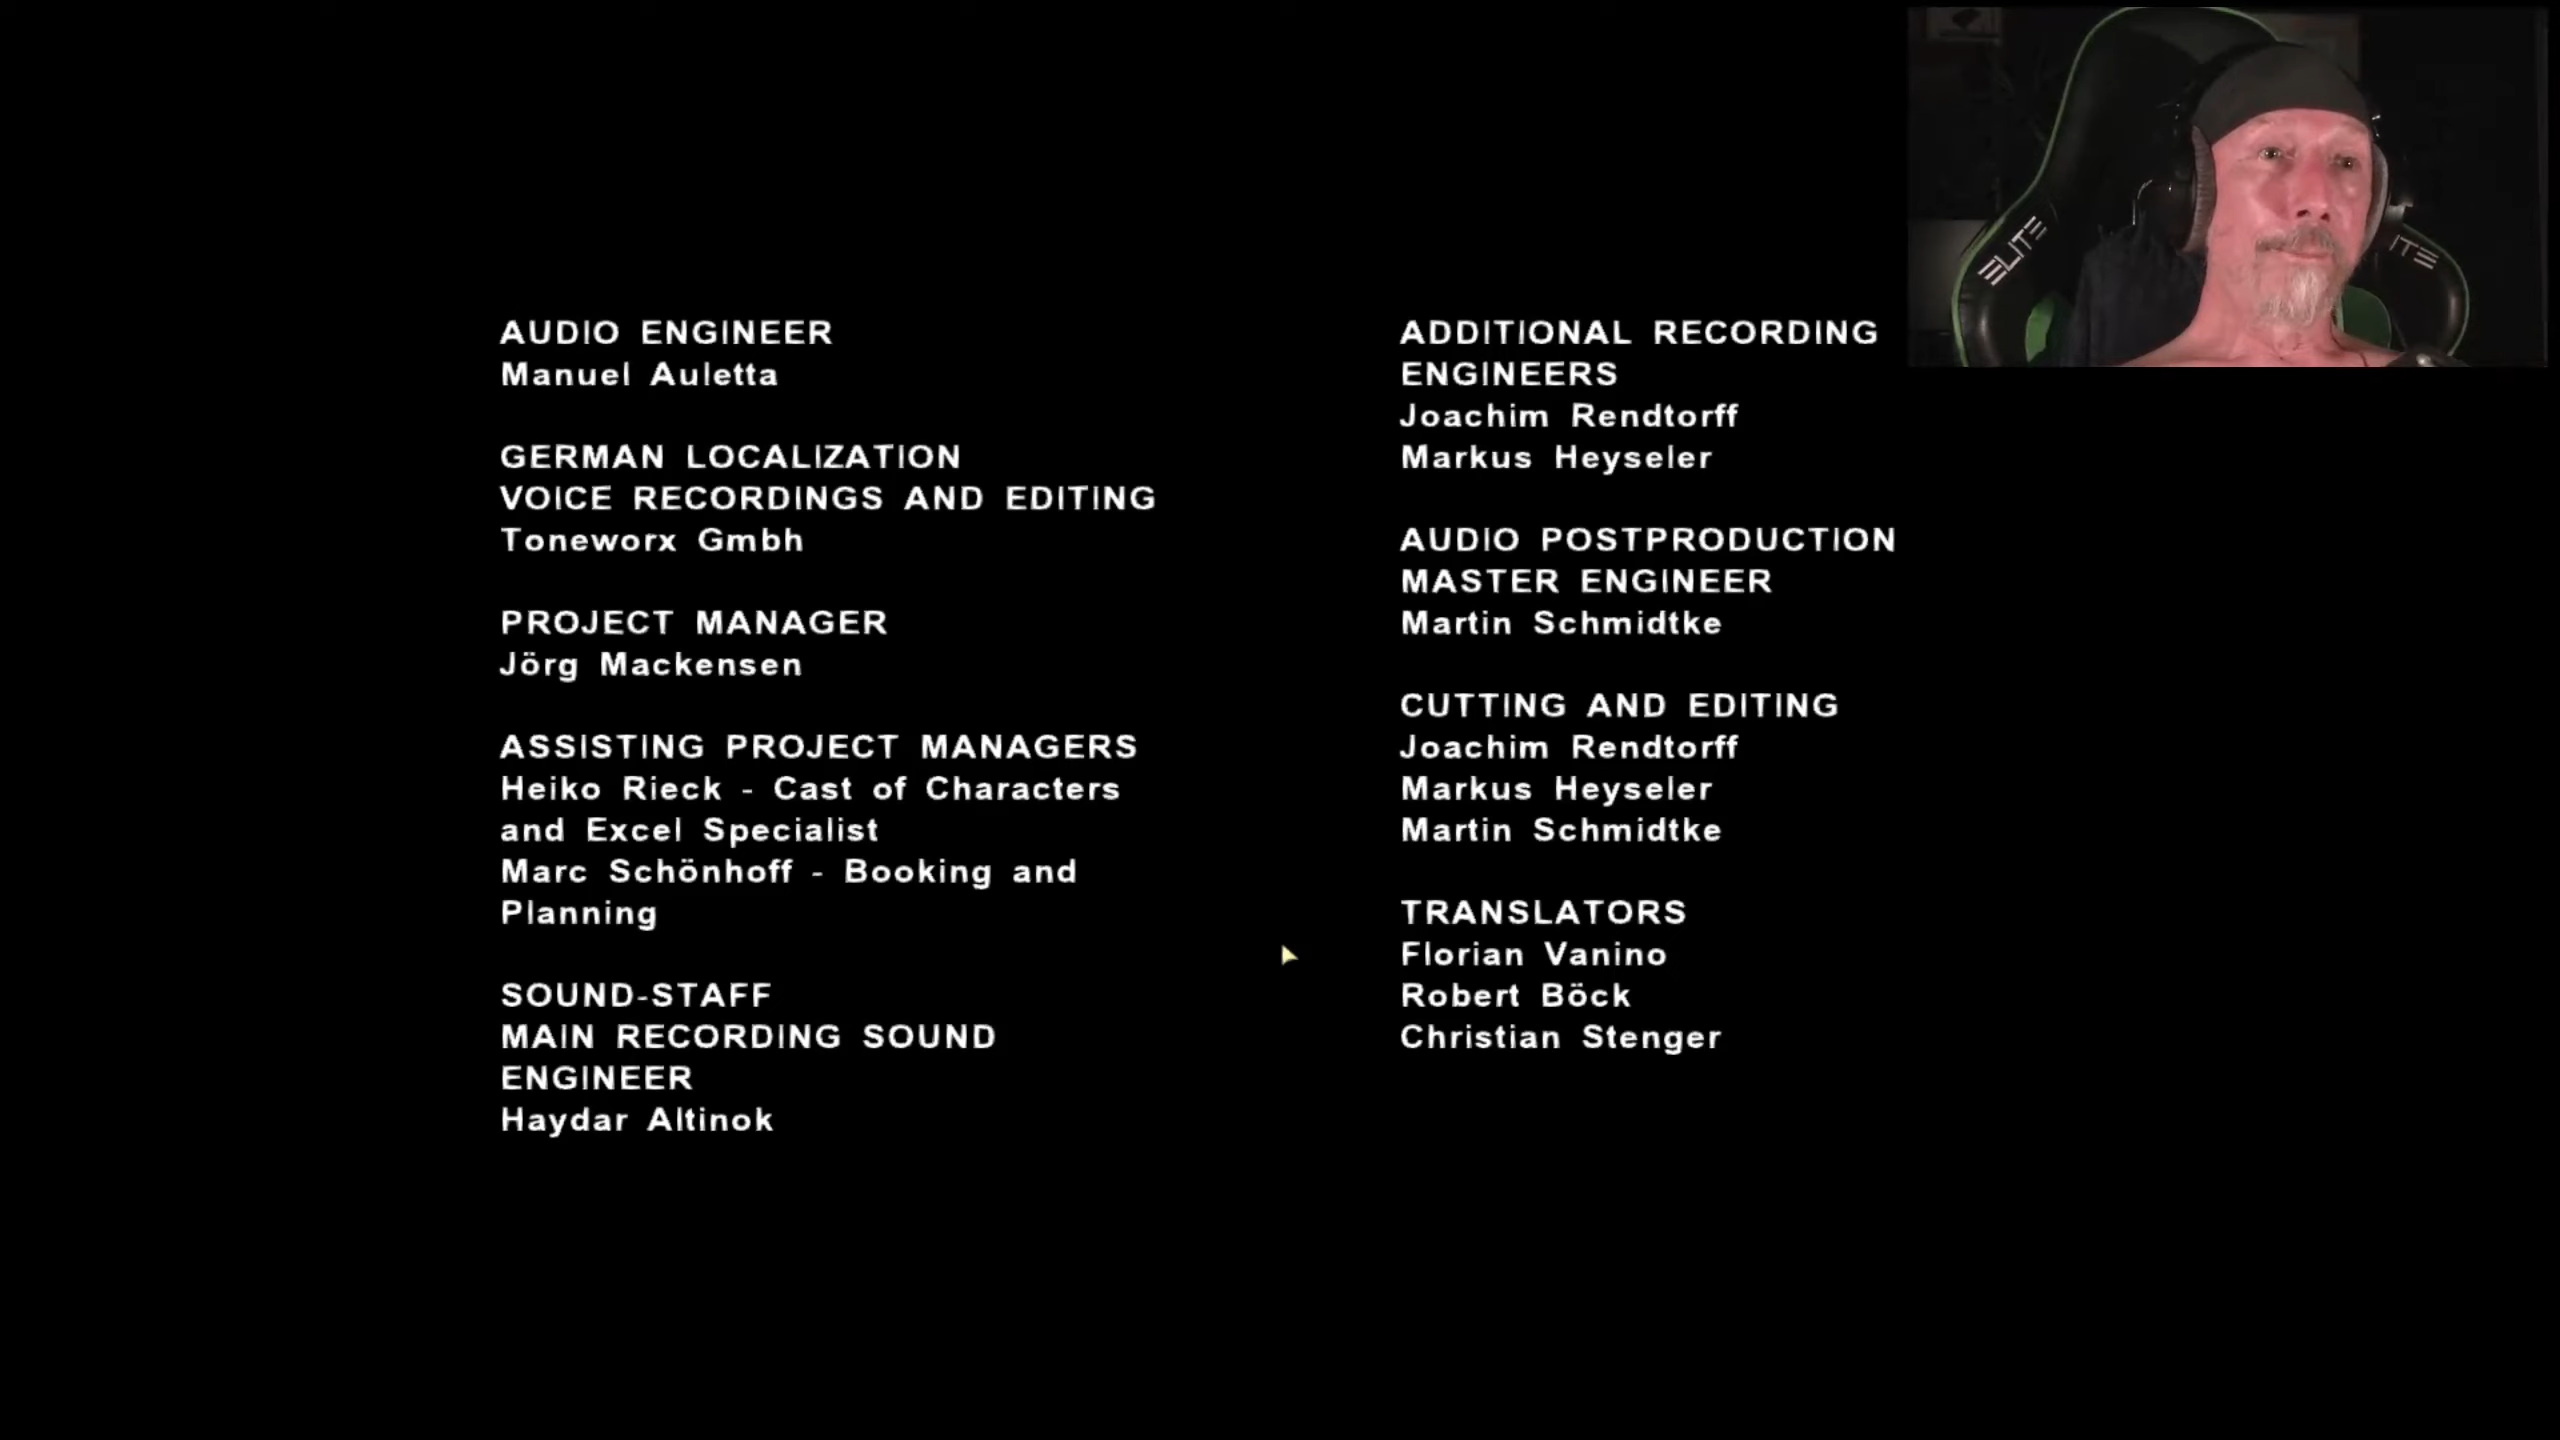 AUDIO ENGINEER
Manuel Auletta
GERMAN LOCALIZATION
VOICE RECORDINGS AND EDITING
Toneworx Gmbh
PROJECT MANAGER
Jörg Mackensen
ASSISTING PROJECT MANAGERS
Heiko Rieck - Cast of Characters
and Excel Specialist
Marc Schönhoff - Booking and
Planning
SOUND-STAFF
MAIN RECORDING SOUND
ENGINEER
Haydar Altinok
ADDITIONAL RECORDING
ENGINEERS
Joachim Rendtorff
Markus Heyseler
AUDIO POSTPRODUCTION
MASTER ENGINEER
Martin Schmidtke
CUTTING AND EDITING
Joachim Rendtorff
Markus Heyseler
Martin Schmidtke
TRANSLATORS
Florian Vanino
Robert Böck
Christian Stenger
ELITE
ITE